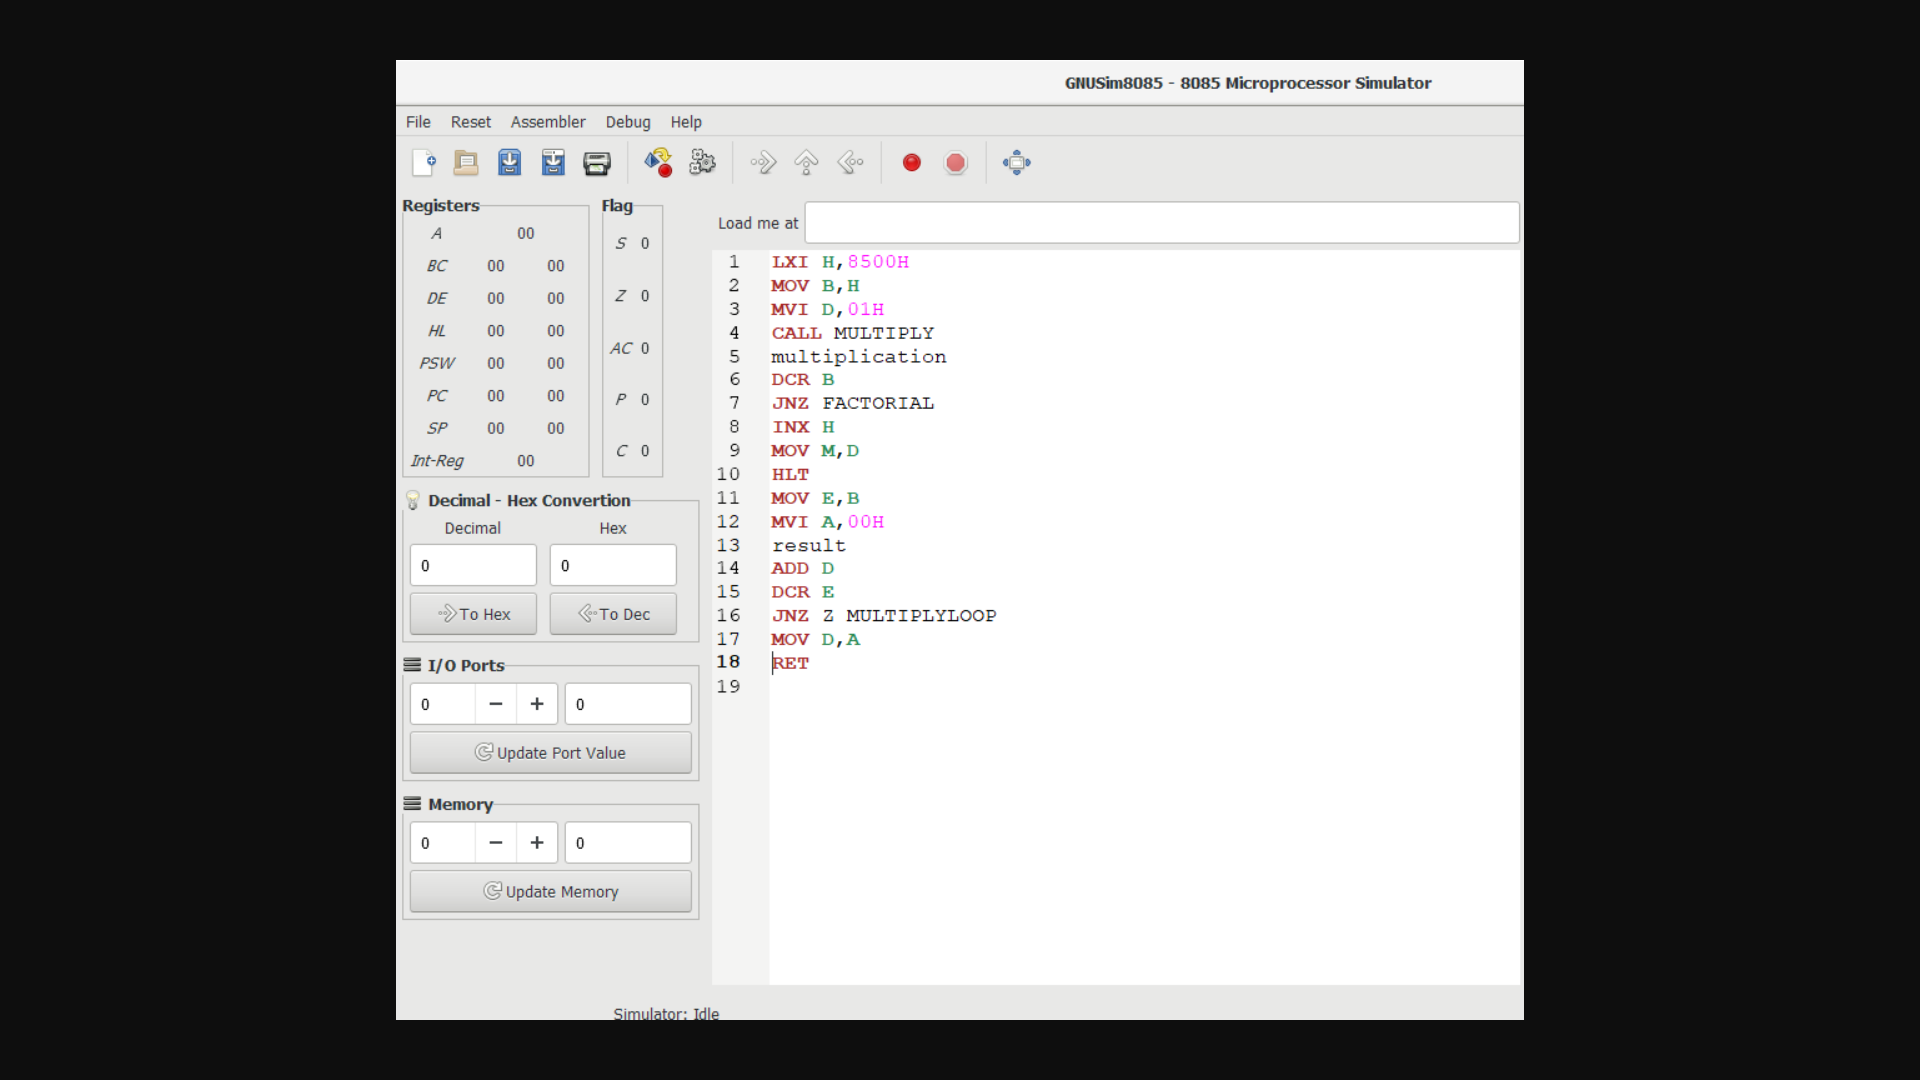 GNUSim8085 - 8085 Microprocessor Simulator
File Reset Assembler Debug Help
Registers
A 00
BC 00 00
DE 00 00
HL 00 00
PSW 00 00
PC 00 00
SP 00 00
Int-Reg 00
Flag
S 0
Z 0
AC 0
P 0
C 0
Decimal - Hex Convertion
Decimal Hex
0 0
To Hex To Dec
I/O Ports
0 − + 0
Update Port Value
Memory
0 − + 0
Update Memory
Load me at
1 LXI H,8500H
2 MOV B,H
3 MVI D,01H
4 CALL MULTIPLY
5 multiplication
6 DCR B
7 JNZ FACTORIAL
8 INX H
9 MOV M,D
10 HLT
11 MOV E,B
12 MVI A,00H
13 result
14 ADD D
15 DCR E
16 JNZ Z MULTIPLYLOOP
17 MOV D,A
18 RET
19
Simulator: Idle